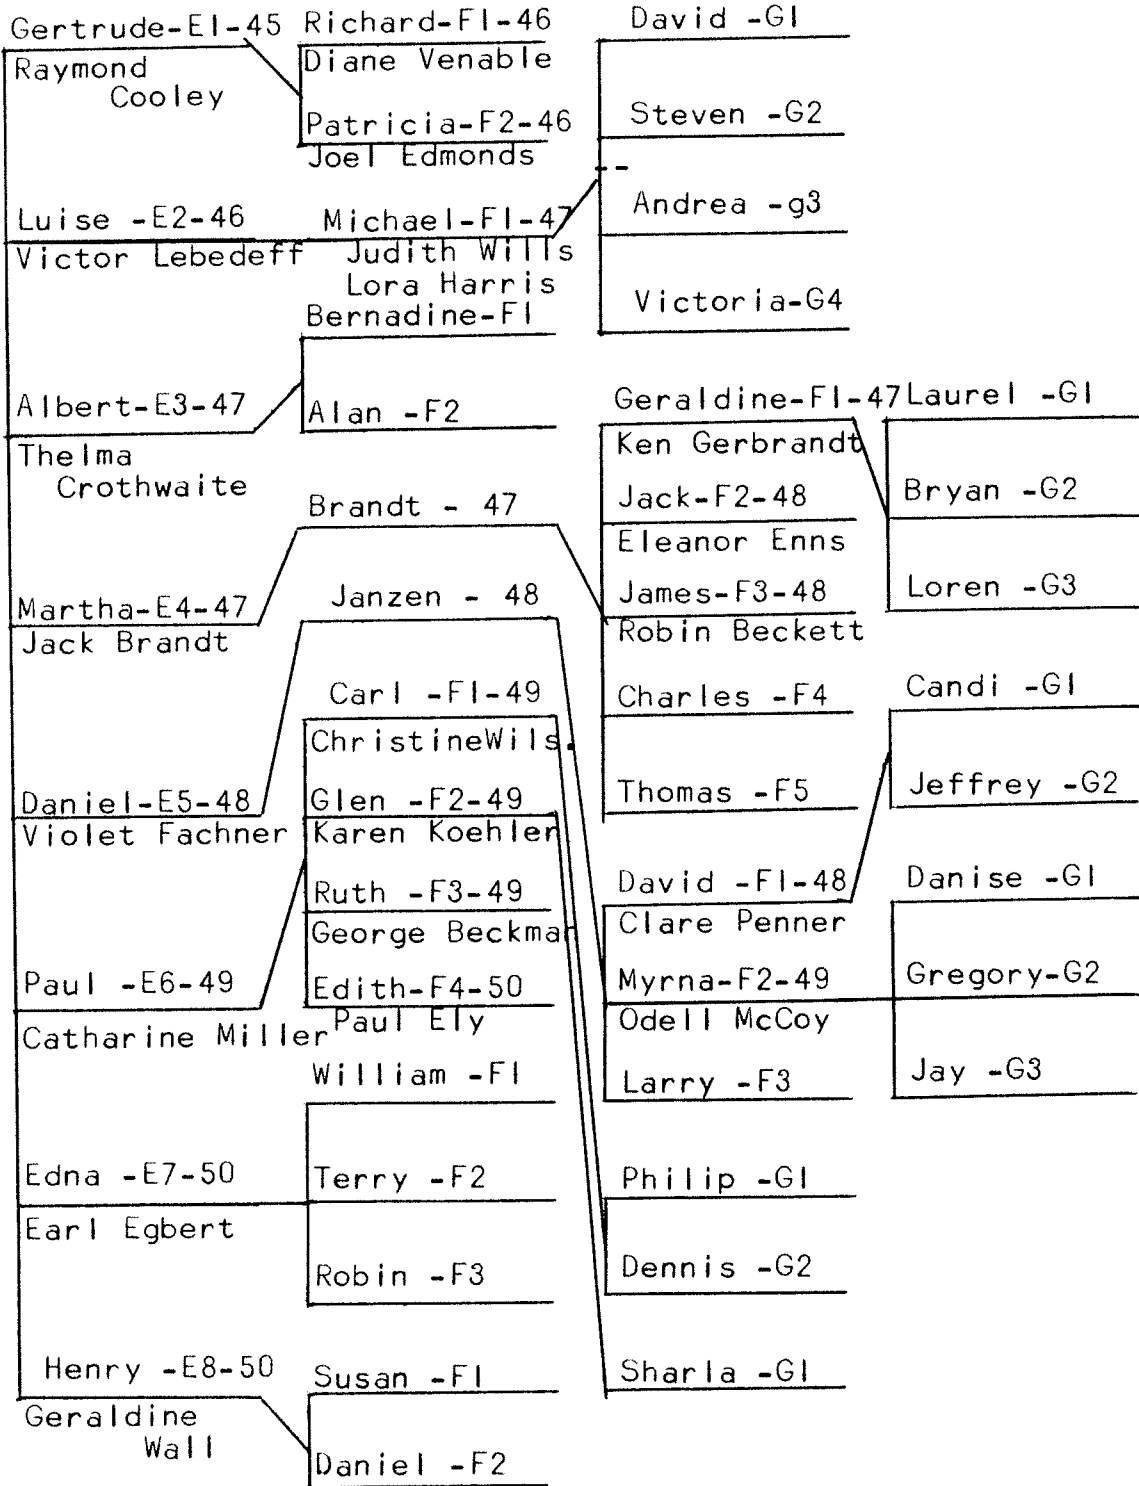 Gertrude-E1-45
Raymond
Cooley
Luise -E2-46
Victor Lebedeff
Albert-E3-47
Thelma
Crothwaite
Martha-E4-47
Jack Brandt
Daniel-E5-48
Violet Fachner
Paul -E6-49
Catharine Miller
Edna -E7-50
Earl Egbert
Henry -E8-50
Geraldine
Wall
Richard-F1-46
Diane Venable
Patricia-F2-46
Joel Edmonds
Michael-F1-47
Judith Wills
Lora Harris
Bernadine-F1
Alan -F2
Brandt - 47
Janzen - 48
Carl -F1-49
ChristineWils.
Glen -F2-49
Karen Koehler
Ruth -F3-49
George Beckman
Edith-F4-50
Paul Ely
William -F1
Terry -F2
Robin -F3
Susan -F1
Daniel -F2
David -G1
Steven -G2
Andrea -g3
Victoria-G4
Geraldine-F1-47
Ken Gerbrandt
Jack-F2-48
Eleanor Enns
James-F3-48
Robin Beckett
Charles -F4
Thomas -F5
David -F1-48
Clare Penner
Myrna-F2-49
Odell McCoy
Larry -F3
Philip -G1
Dennis -G2
Sharla -G1
Laurel -G1
Bryan -G2
Loren -G3
Candi -G1
Jeffrey -G2
Danise -G1
Gregory-G2
Jay -G3